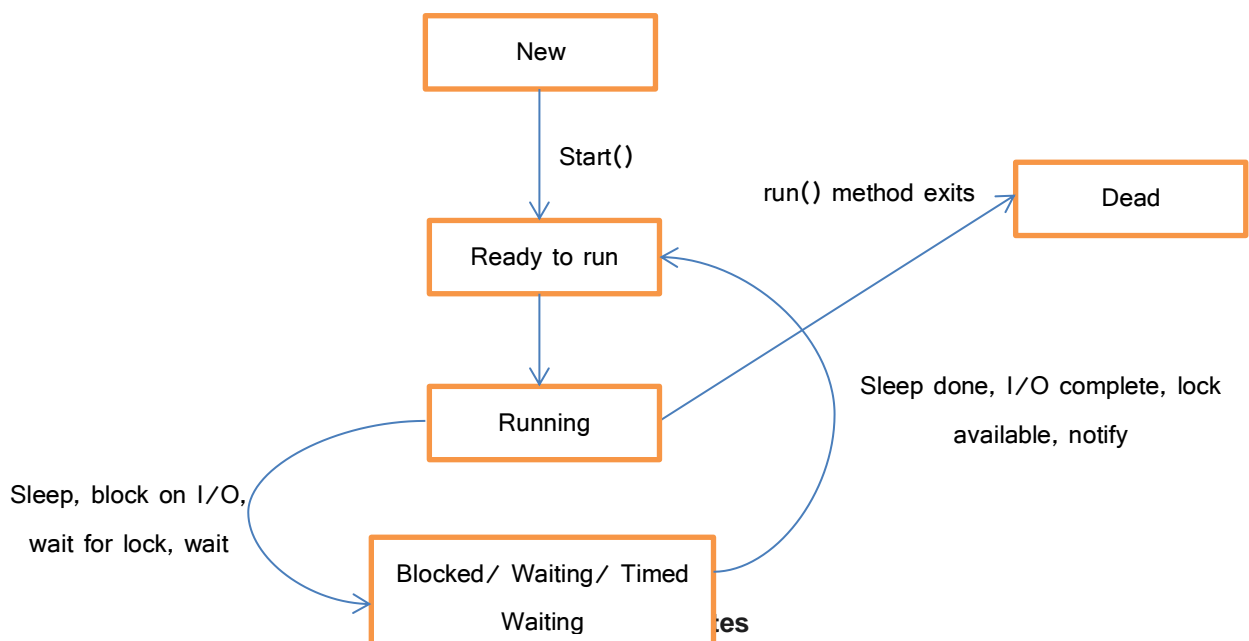 New
Start()
run() method exits
Dead
Ready to run
Sleep done, I/O complete, lock
available, notify
Running
Sleep, block on I/O,
wait for lock, wait
Blocked/ Waiting/ Timed
Waiting